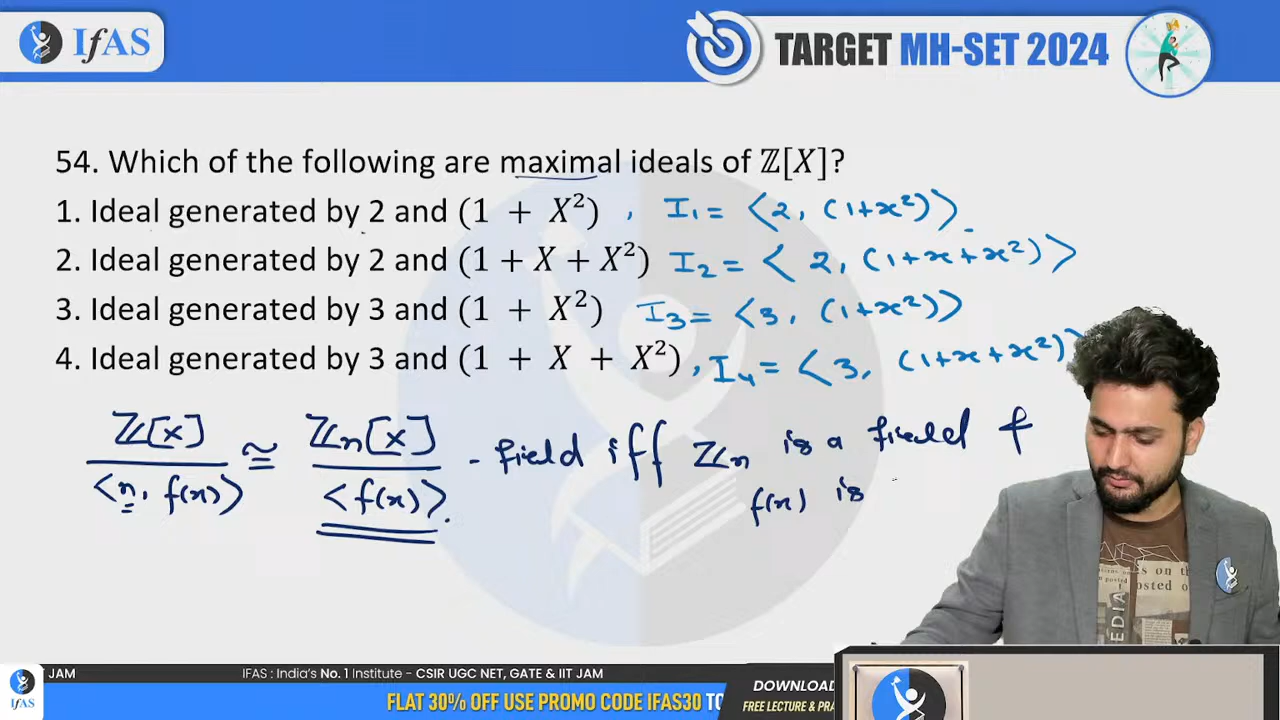 IfAS
TARGET MH-SET 2024
54. Which of the following are maximal ideals of ℤ[X]?
1. Ideal generated by 2 and (1 + X²) , I₁ = <2, (1+x²)>.
2. Ideal generated by 2 and (1 + X + X²) I₂ = <2, (1+x+x²)>
3. Ideal generated by 3 and (1 + X²) I₃ = <3, (1+x²)>
4. Ideal generated by 3 and (1 + X + X²) , I₄ = <3, (1+x+x²)>
ℤ[x] / <n, f(x)> ≅ ℤₙ[x] / <f(x)>. - field iff ℤₙ is a field f
f(x) is
MEDIA
on t
posted o
JAM
IFAS : India's No. 1 Institute - CSIR UGC NET, GATE & IIT JAM
IfAS
FLAT 30% OFF USE PROMO CODE IFAS30 TO
DOWNLOAD
FREE LECTURE & PRA